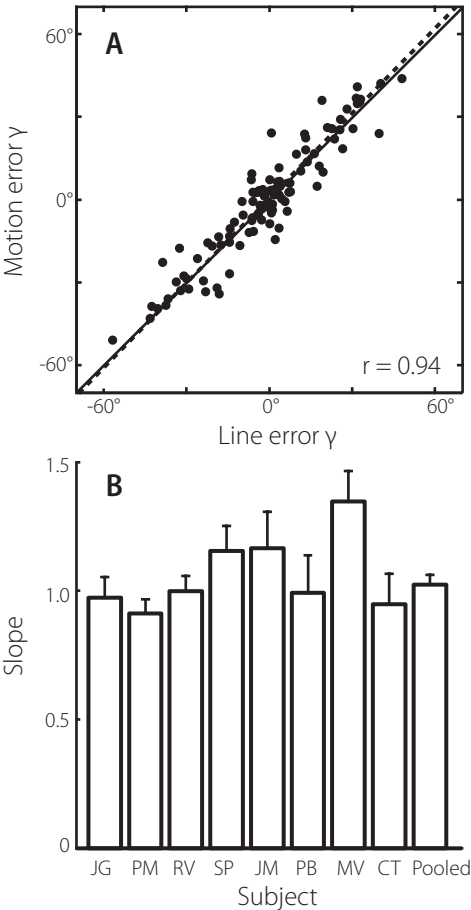 A
60°
0°
-60°
Motion error γ
r = 0.94
-60° 0° 60°
Line error γ
B
1.5
1.0
0.5
0
Slope
JG PM RV SP JM PB MV CT Pooled
Subject